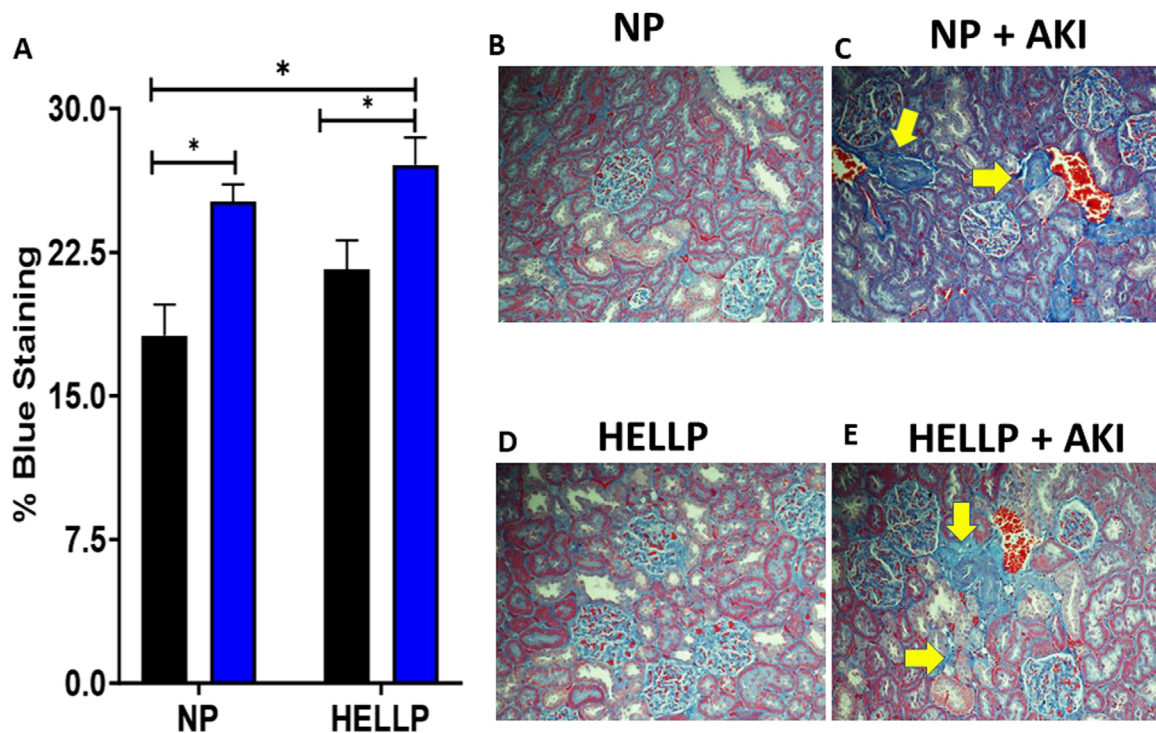 A
% Blue Staining
30.0
22.5
15.0
7.5
0.0
*
*
*
NP
HELLP
B
NP
C
NP + AKI
D
HELLP
E
HELLP + AKI